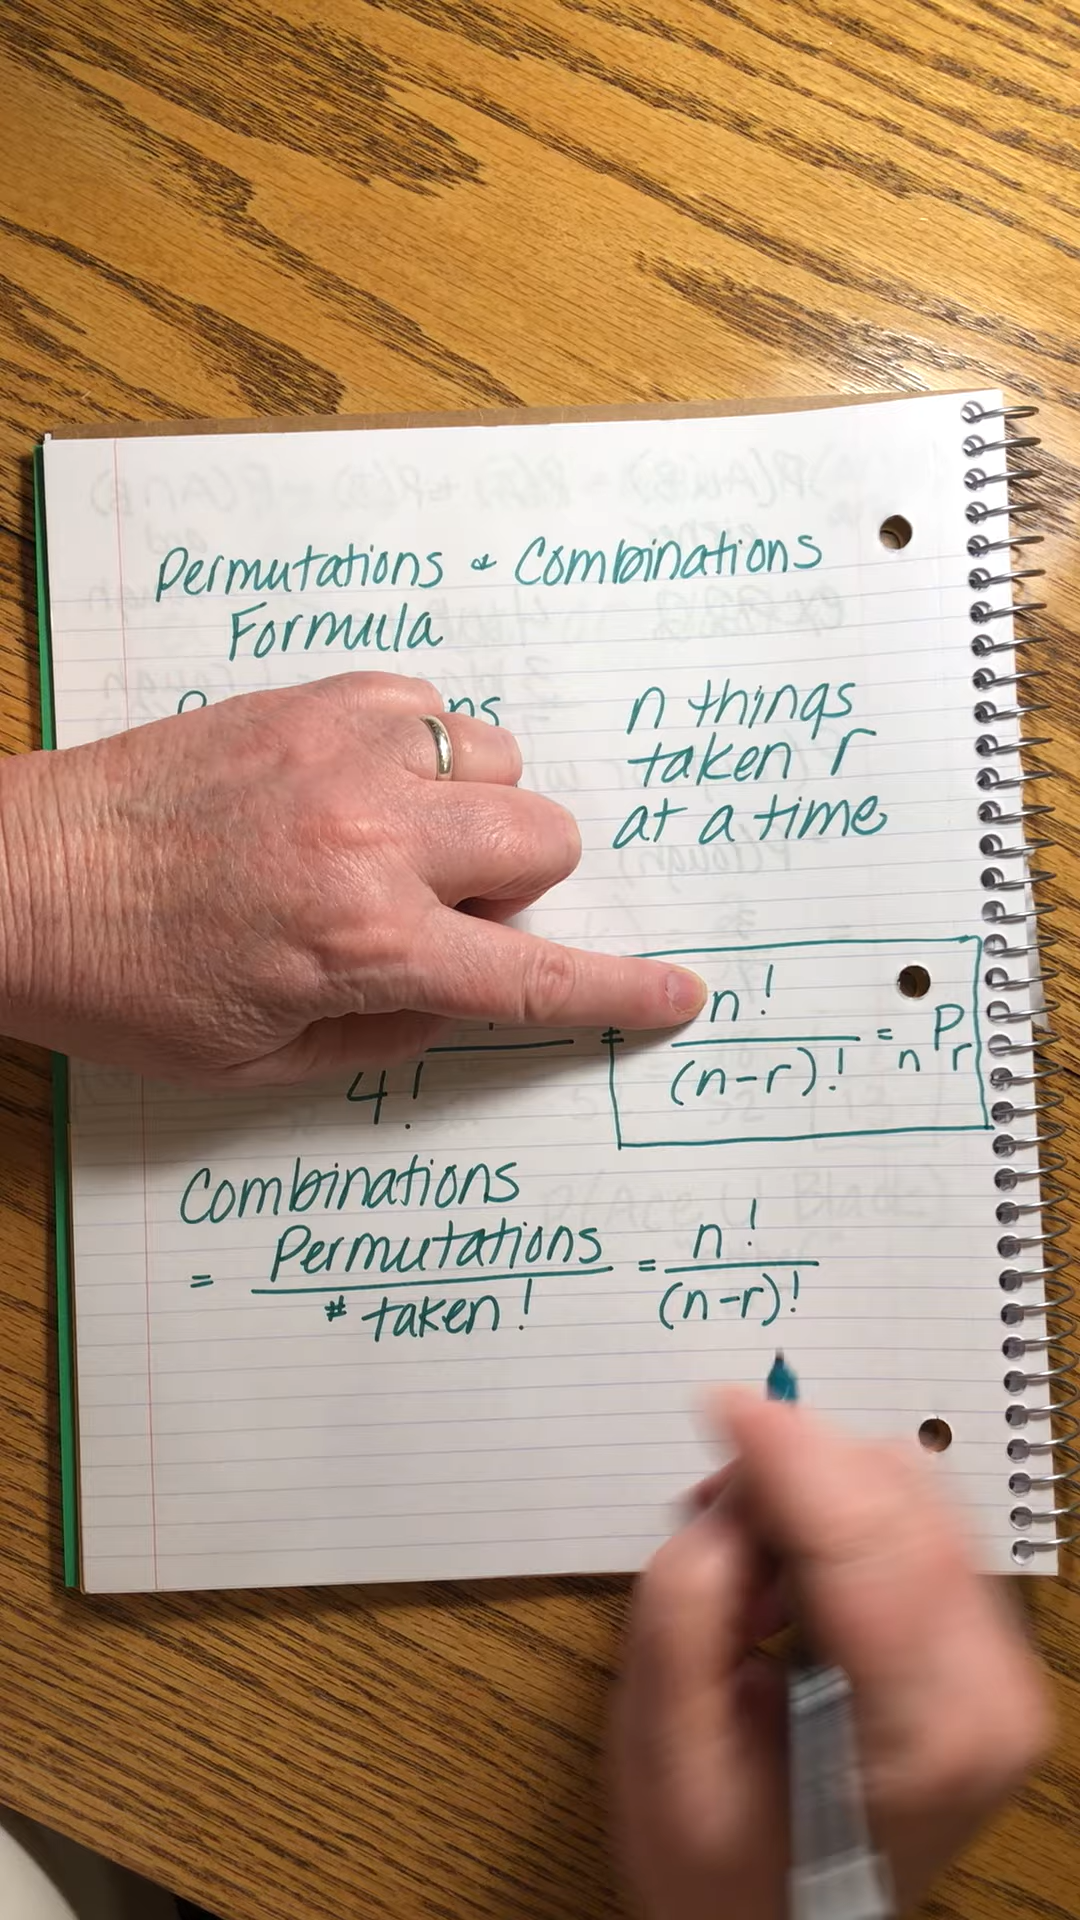 Permutations & Combinations
Formula
n things
taken r
at a time
n!
4! = (n-r)! = nPr
Combinations
= Permutations / # taken! = n! / (n-r)!